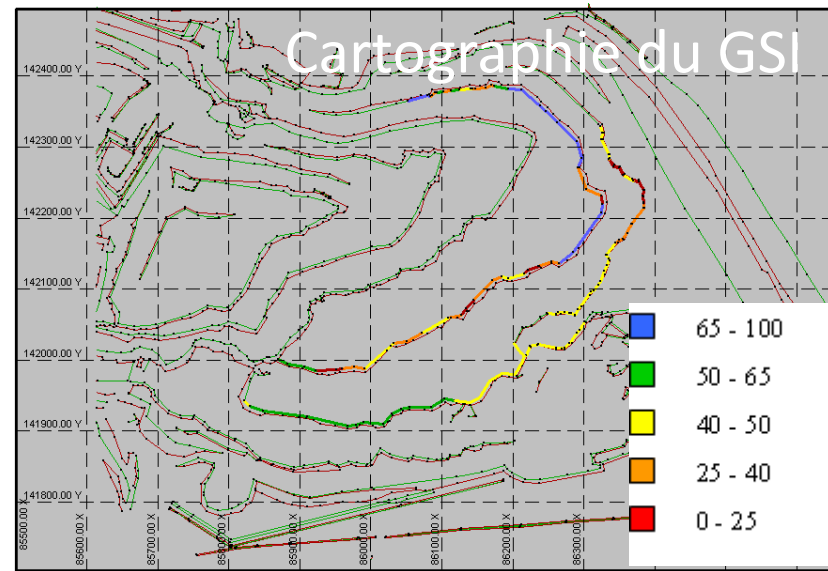 Cartographie du GSI
142400.00 Y
142300.00 Y
142200.00 Y
142100.00 Y
142000.00 Y
141900.00 Y
141800.00 Y
85500.00 X
85600.00 X
85700.00 X
85800.00 X
85900.00 X
86000.00 X
86100.00 X
86200.00 X
86300.00 X
65 - 100
50 - 65
40 - 50
25 - 40
0 - 25